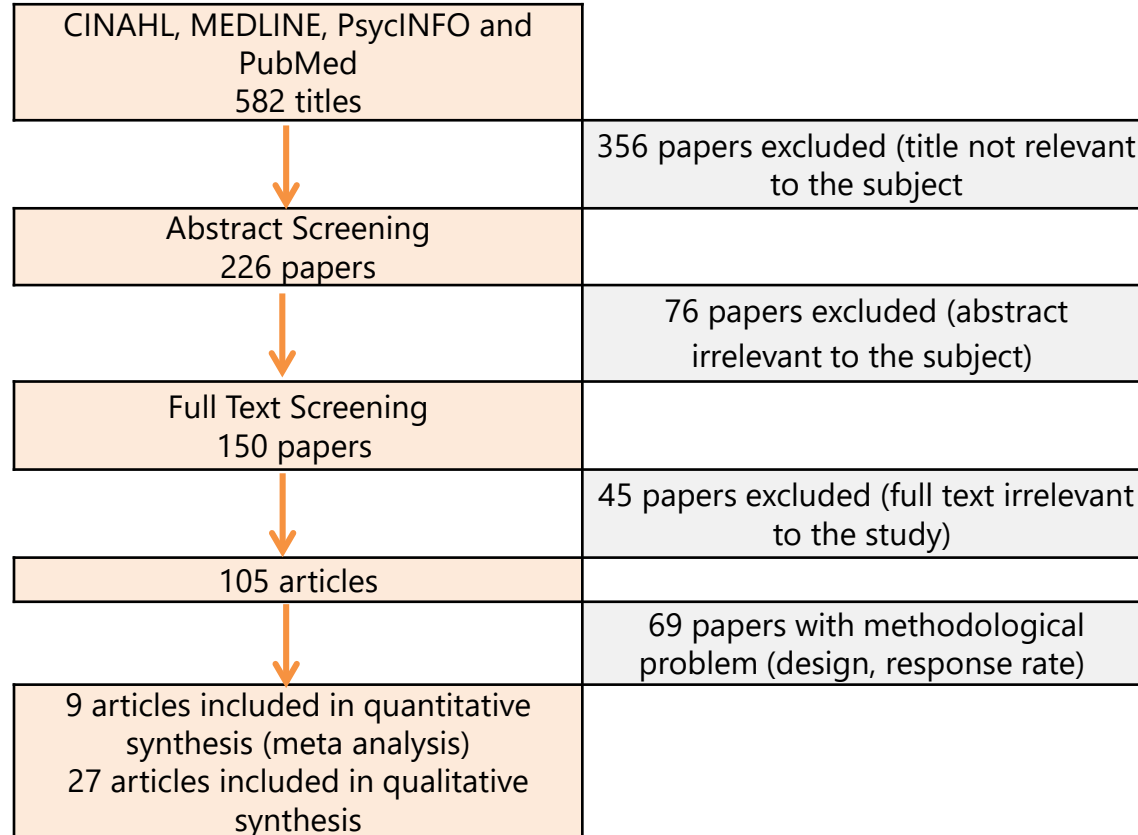 CINAHL, MEDLINE, PsycINFO and
PubMed
582 titles
356 papers excluded (title not relevant
to the subject
Abstract Screening
226 papers
76 papers excluded (abstract
irrelevant to the subject)
Full Text Screening
150 papers
45 papers excluded (full text irrelevant
to the study)
105 articles
69 papers with methodological
problem (design, response rate)
9 articles included in quantitative
synthesis (meta analysis)
27 articles included in qualitative
synthesis